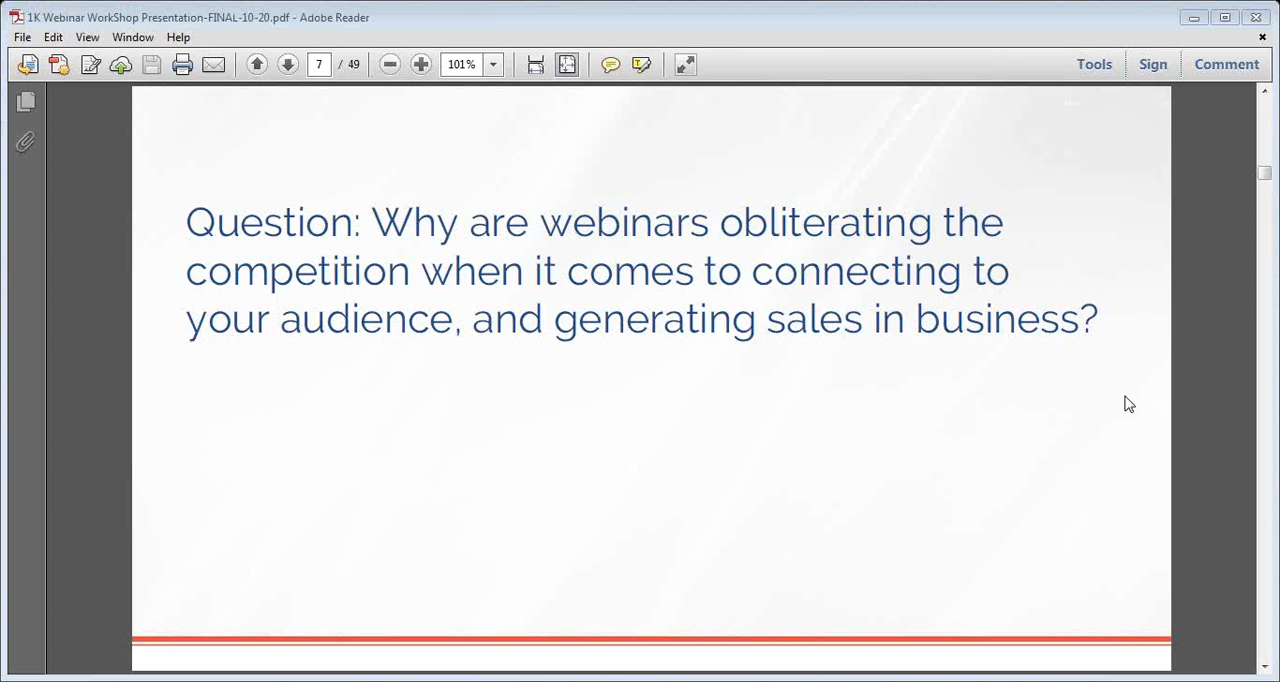 1K Webinar WorkShop Presentation-FINAL-10-20.pdf - Adobe Reader
File Edit View Window Help
7 / 49 101% Tools Sign Comment
Question: Why are webinars obliterating the
competition when it comes to connecting to
your audience, and generating sales in business?